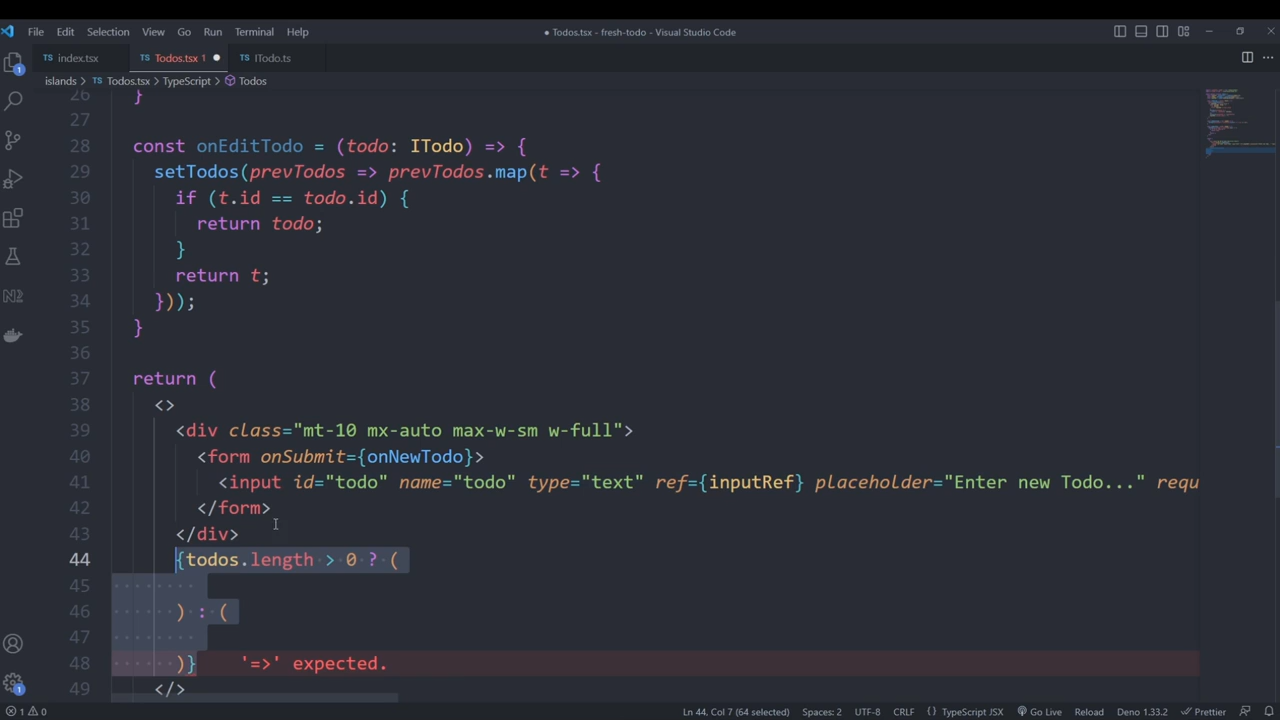 File Edit Selection View Go Run Terminal Help
● Todos.tsx - fresh-todo - Visual Studio Code
TS index.tsx
TS Todos.tsx 1 ●
TS ITodo.ts
islands > TS Todos.tsx > TypeScript > Todos
26 }
27
28 const onEditTodo = (todo: ITodo) => {
29 setTodos(prevTodos => prevTodos.map(t => {
30 if (t.id == todo.id) {
31 return todo;
32 }
33 return t;
34 }));
35 }
36
37 return (
38 <>
39 <div class="mt-10 mx-auto max-w-sm w-full">
40 <form onSubmit={onNewTodo}>
41 <input id="todo" name="todo" type="text" ref={inputRef} placeholder="Enter new Todo..." requ
42 </form>
43 </div>
44 {todos.length > 0 ? (
45
46 ) : (
47
48 )} '=>' expected.
49 </>
1
N2
1
1 0
Ln 44, Col 7 (64 selected) Spaces: 2 UTF-8 CRLF {} TypeScript JSX Go Live Reload Deno 1.33.2 Prettier